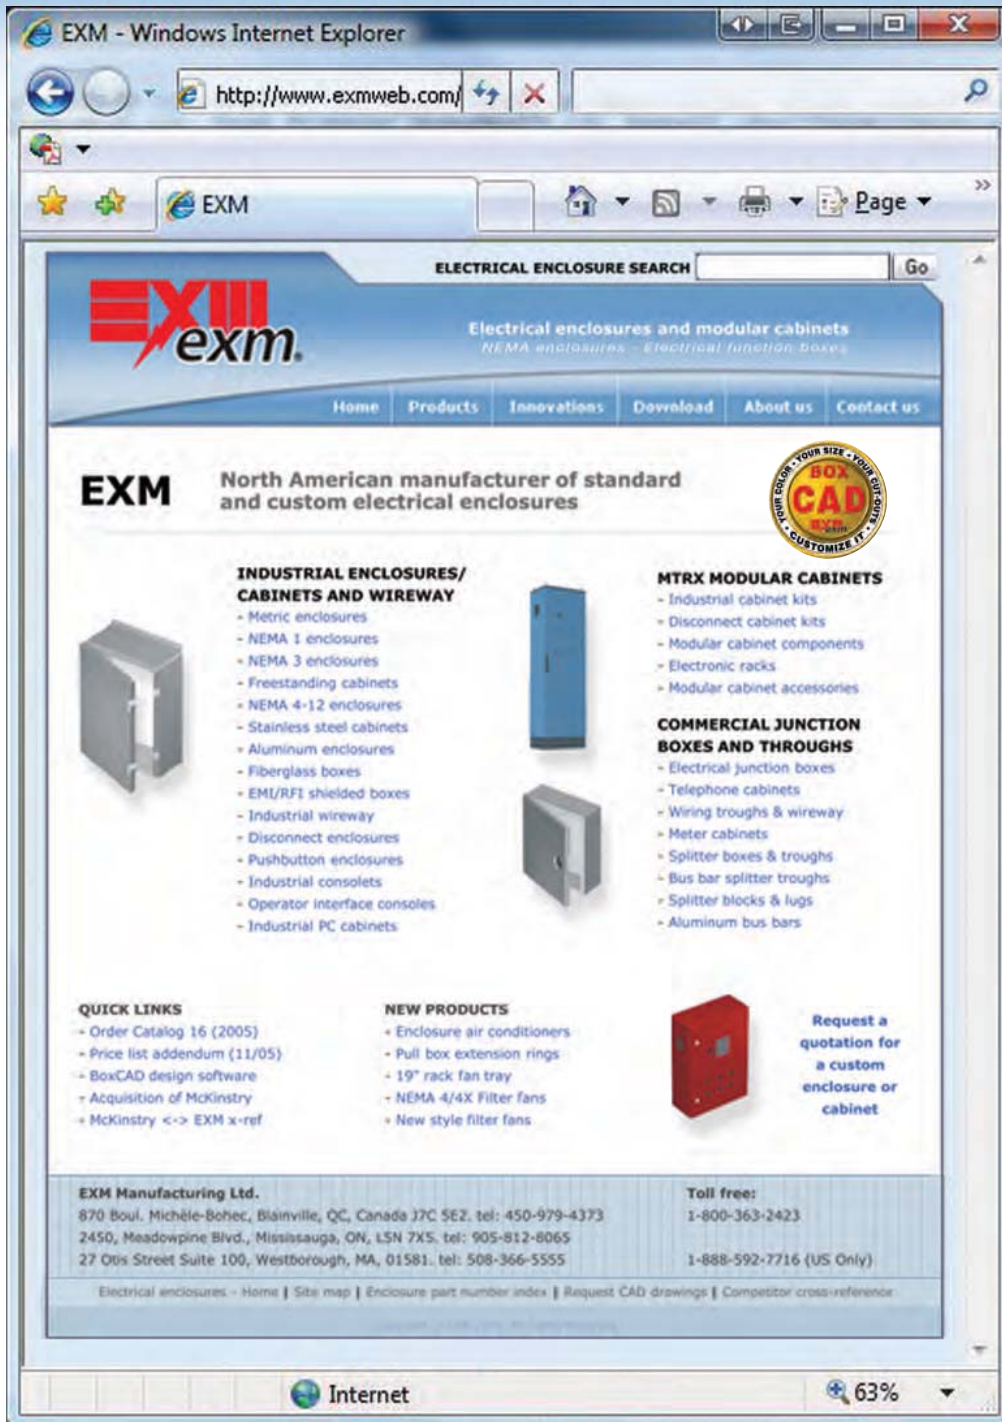 EXM - Windows Internet Explorer
http://www.exmweb.com/
EXM
Page
ELECTRICAL ENCLOSURE SEARCH
Go
EXM
exm.
Electrical enclosures and modular cabinets
NEMA enclosures - Electrical junction boxes
Home
Products
Innovations
Download
About us
Contact us
EXM
North American manufacturer of standard
and custom electrical enclosures
YOUR COLOR • YOUR SIZE • YOUR CUT-OUTS
BOX
CAD
EXM
exm
• CUSTOMIZE IT •
INDUSTRIAL ENCLOSURES/
CABINETS AND WIREWAY
- Metric enclosures
- NEMA 1 enclosures
- NEMA 3 enclosures
- Freestanding cabinets
- NEMA 4-12 enclosures
- Stainless steel cabinets
- Aluminum enclosures
- Fiberglass boxes
- EMI/RFI shielded boxes
- Industrial wireway
- Disconnect enclosures
- Pushbutton enclosures
- Industrial consolets
- Operator interface consoles
- Industrial PC cabinets
MTRX MODULAR CABINETS
- Industrial cabinet kits
- Disconnect cabinet kits
- Modular cabinet components
- Electronic racks
- Modular cabinet accessories
COMMERCIAL JUNCTION
BOXES AND THROUGHS
- Electrical junction boxes
- Telephone cabinets
- Wiring troughs & wireway
- Meter cabinets
- Splitter boxes & troughs
- Bus bar splitter troughs
- Splitter blocks & lugs
- Aluminum bus bars
QUICK LINKS
- Order Catalog 16 (2005)
- Price list addendum (11/05)
- BoxCAD design software
- Acquisition of McKinstry
- McKinstry <-> EXM x-ref
NEW PRODUCTS
- Enclosure air conditioners
- Pull box extension rings
- 19" rack fan tray
- NEMA 4/4X Filter fans
- New style filter fans
Request a
quotation for
a custom
enclosure or
cabinet
EXM Manufacturing Ltd.
870 Boul. Michèle-Bohec, Blainville, QC, Canada J7C 5E2. tel: 450-979-4373
2450, Meadowpine Blvd., Mississauga, ON, L5N 7X5. tel: 905-812-8065
27 Otis Street Suite 100, Westborough, MA, 01581. tel: 508-366-5555
Toll free:
1-800-363-2423
1-888-592-7716 (US Only)
Electrical enclosures - Home | Site map | Enclosure part number index | Request CAD drawings | Competitor cross-reference
Internet
63%